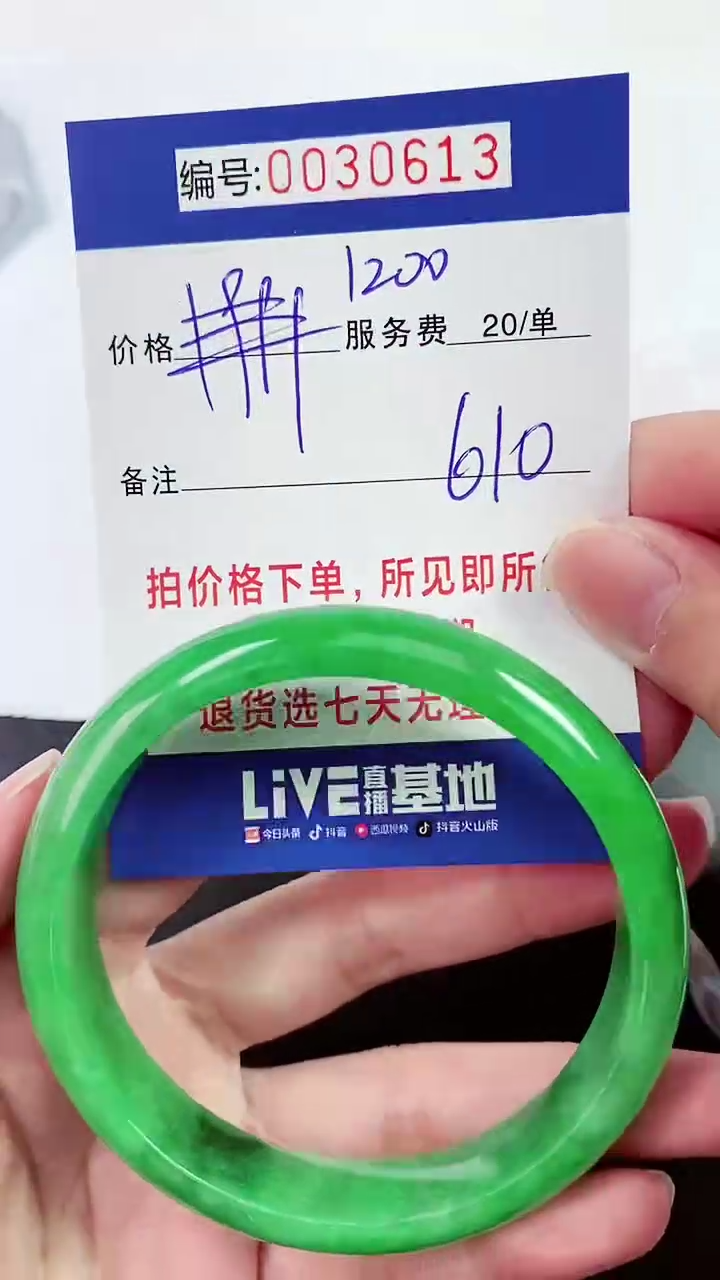 编号:0030613
1200
价格 服务费 20/单
备注 610
拍价格下单,所见即所
退货选七天无理
LiVE直播基地
今日头条 抖音 西瓜视频 抖音火山版